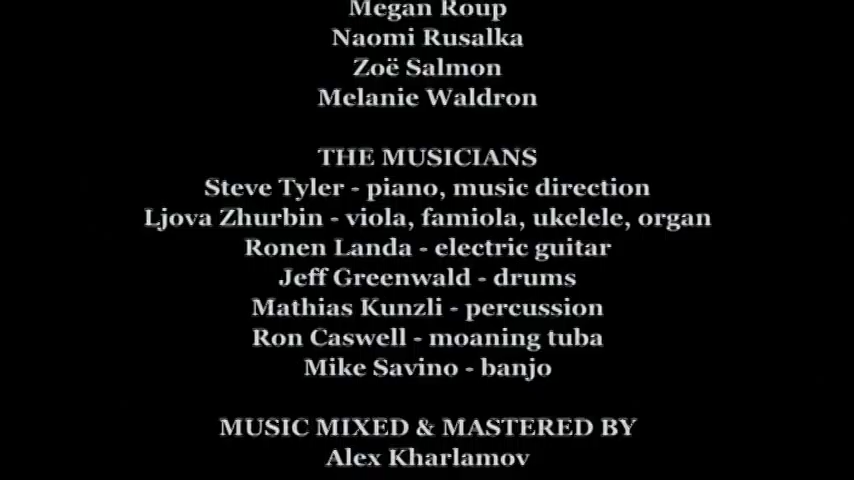 Megan Roup
Naomi Rusalka
Zoë Salmon
Melanie Waldron
THE MUSICIANS
Steve Tyler - piano, music direction
Ljova Zhurbin - viola, famiola, ukelele, organ
Ronen Landa - electric guitar
Jeff Greenwald - drums
Mathias Kunzli - percussion
Ron Caswell - moaning tuba
Mike Savino - banjo
MUSIC MIXED & MASTERED BY
Alex Kharlamov